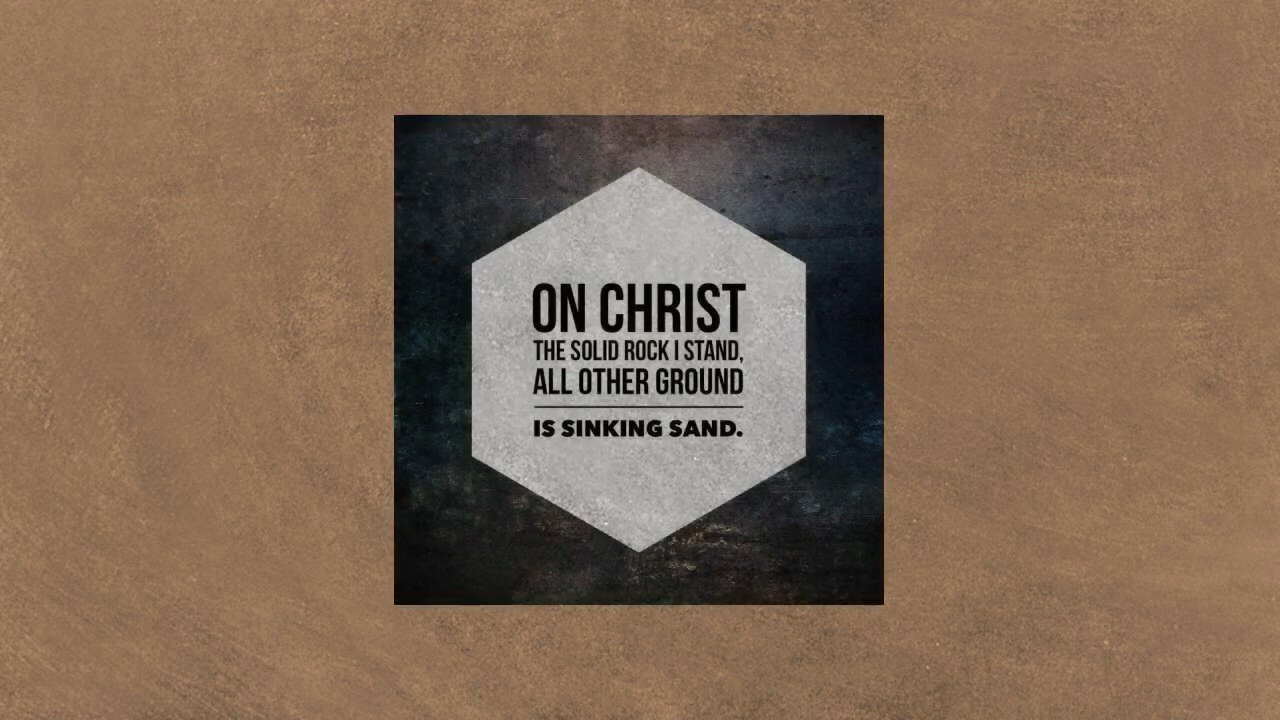 ON CHRIST
THE SOLID ROCK I STAND,
ALL OTHER GROUND
IS SINKING SAND.